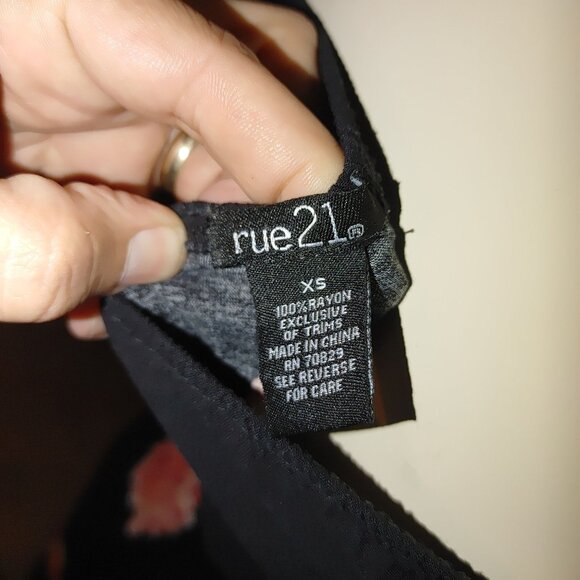 rue21®
XS
100%RAYON
EXCLUSIVE
OF TRIMS
MADE IN CHINA
RN 70829
SEE REVERSE
FOR CARE